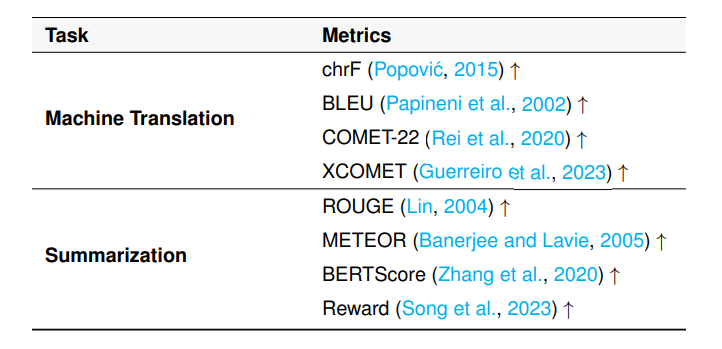 Task Metrics
chrF (Popović, 2015) ↑
Machine Translation
BLEU (Papineni et al., 2002) ↑
COMET-22 (Rei et al., 2020) ↑
XCOMET (Guerreiro et al., 2023) ↑
ROUGE (Lin, 2004) ↑
Summarization
METEOR (Banerjee and Lavie, 2005) ↑
BERTScore (Zhang et al., 2020) ↑
Reward (Song et al., 2023) ↑